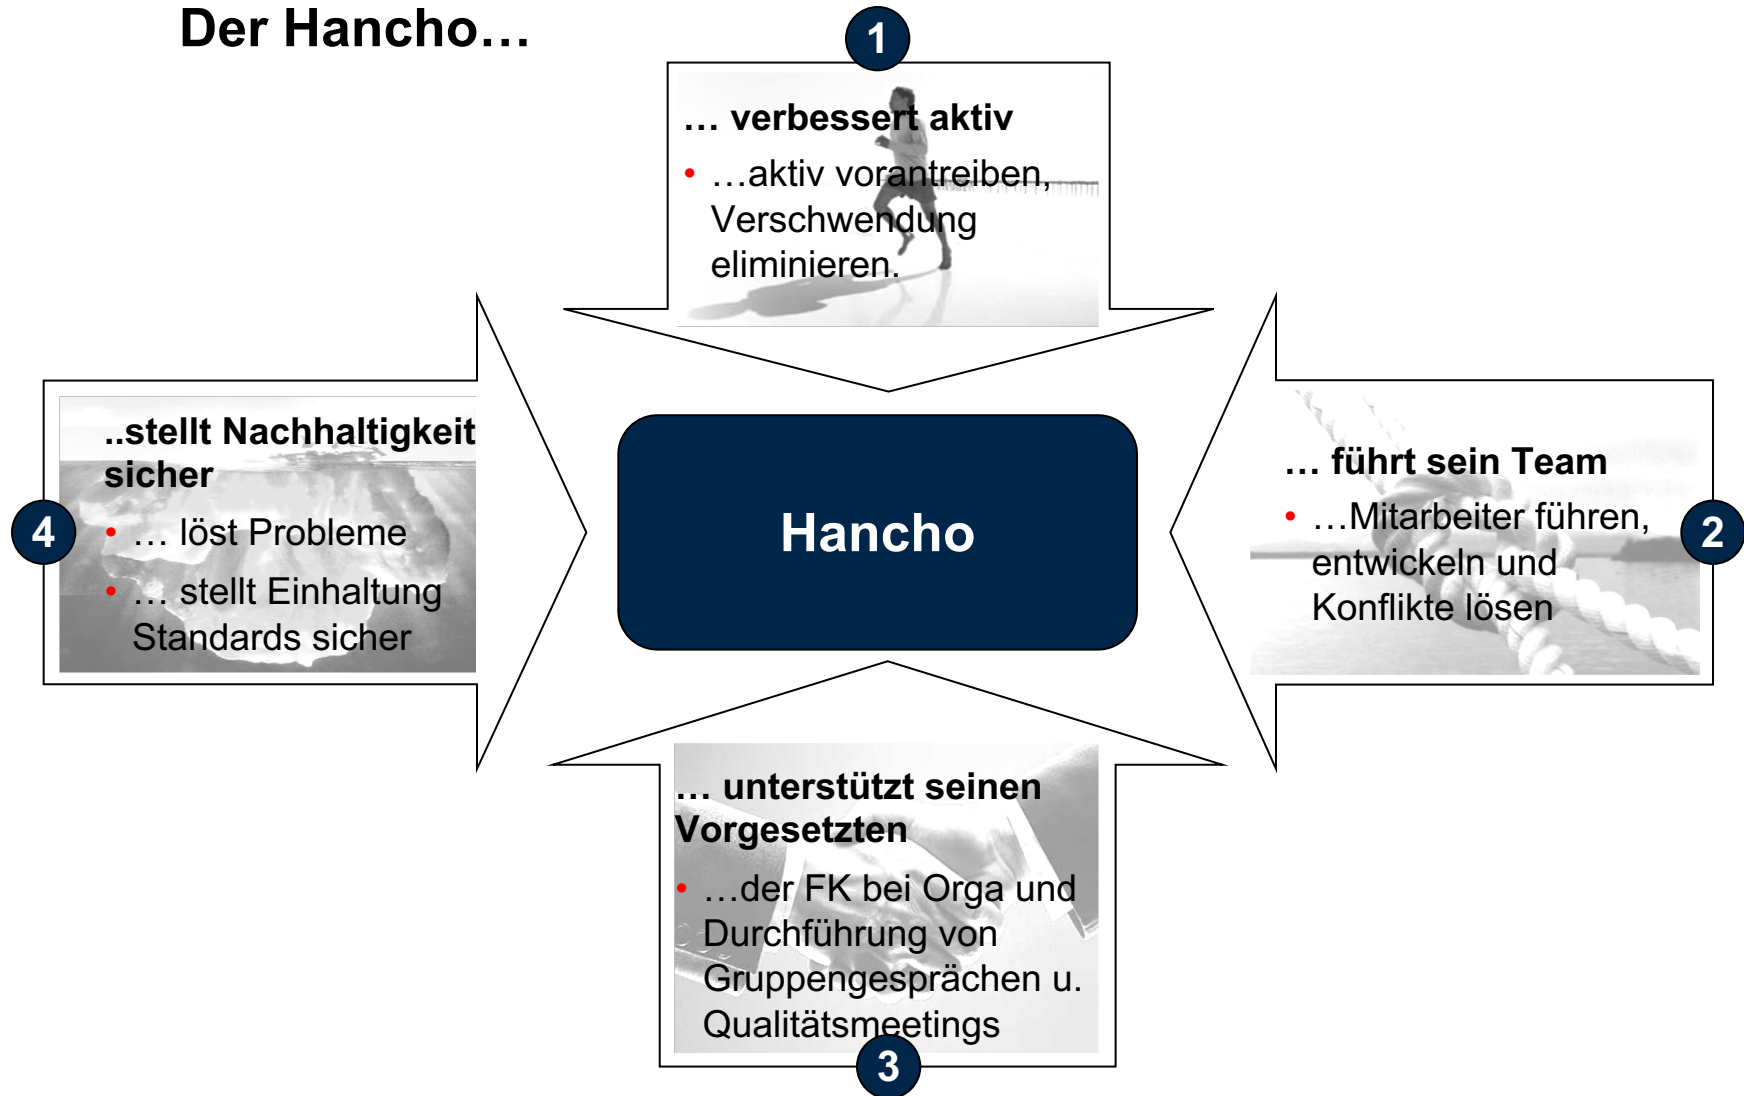 Der Hancho…
1
… verbessert aktiv
• …aktiv vorantreiben,
Verschwendung
eliminieren.
… führt sein Team
• …Mitarbeiter führen,
entwickeln und
Konflikte lösen
2
… unterstützt seinen
Vorgesetzten
• …der FK bei Orga und
Durchführung von
Gruppengesprächen u.
Qualitätsmeetings
3
..stellt Nachhaltigkeit
sicher
• … löst Probleme
• … stellt Einhaltung
Standards sicher
4
Hancho